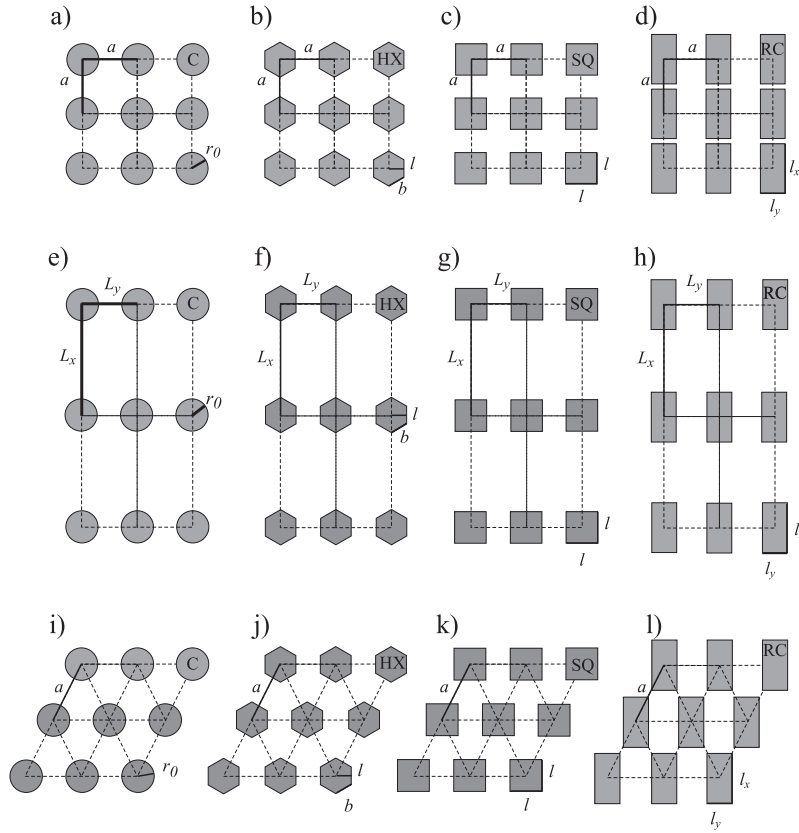 a) b) c) d)
a a a a
C HX SQ RC
a a a a
r0 l l lx
b l ly
e) f) g) h)
Ly Ly Ly Ly
C HX SQ RC
Lx Lx Lx Lx
r0 l
b
l l
l ly
i) j) k) l)
C HX SQ RC
a a a a
r0 l l lx
b l ly